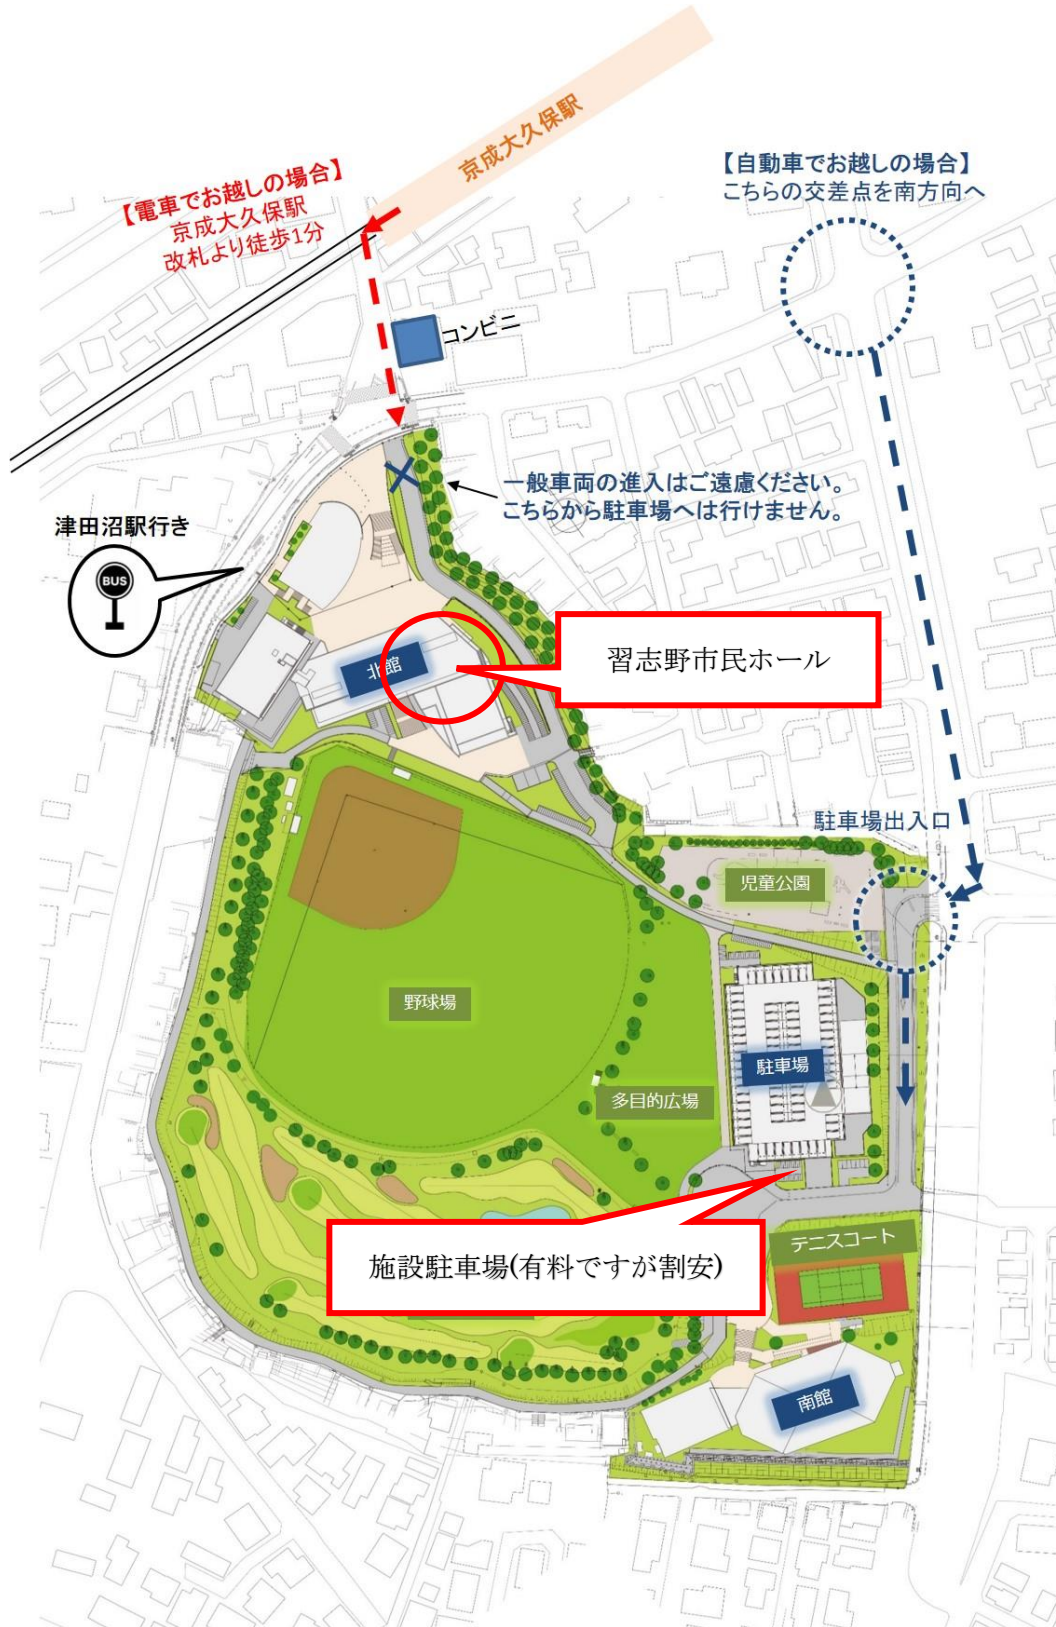 京成大久保駅
【電車でお越しの場合】
京成大久保駅
改札より徒歩1分
【自動車でお越しの場合】
こちらの交差点を南方向へ
コンビニ
一般車両の進入はご遠慮ください。
こちらから駐車場へは行けません。
津田沼駅行き
BUS
北館
習志野市民ホール
駐車場出入口
児童公園
野球場
駐車場
多目的広場
施設駐車場(有料ですが割安)
テニスコート
南館